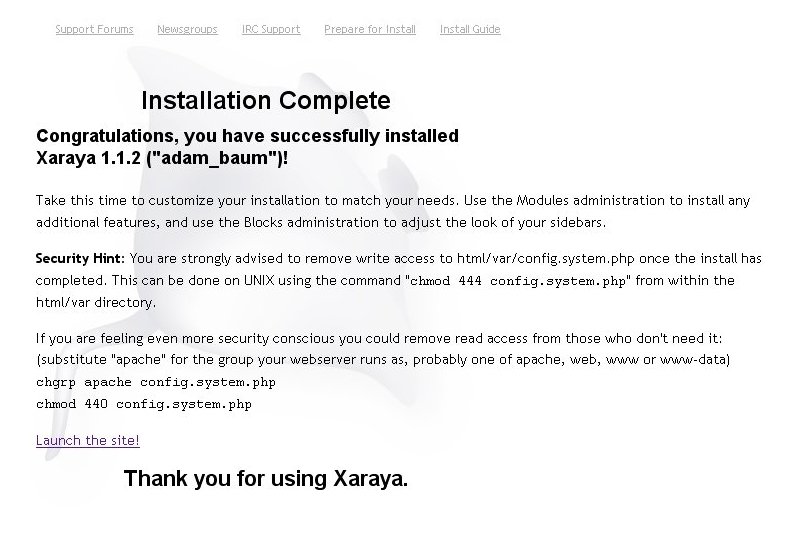 Support Forums Newsgroups IRC Support Prepare for Install Install Guide
Installation Complete
Congratulations, you have successfully installed
Xaraya 1.1.2 ("adam_baum")!
Take this time to customize your installation to match your needs. Use the Modules administration to install any
additional features, and use the Blocks administration to adjust the look of your sidebars.
Security Hint: You are strongly advised to remove write access to html/var/config.system.php once the install has
completed. This can be done on UNIX using the command "chmod 444 config.system.php" from within the
html/var directory.
If you are feeling even more security conscious you could remove read access from those who don't need it:
(substitute "apache" for the group your webserver runs as, probably one of apache, web, www or www-data)
chgrp apache config.system.php
chmod 440 config.system.php
Launch the site!
Thank you for using Xaraya.